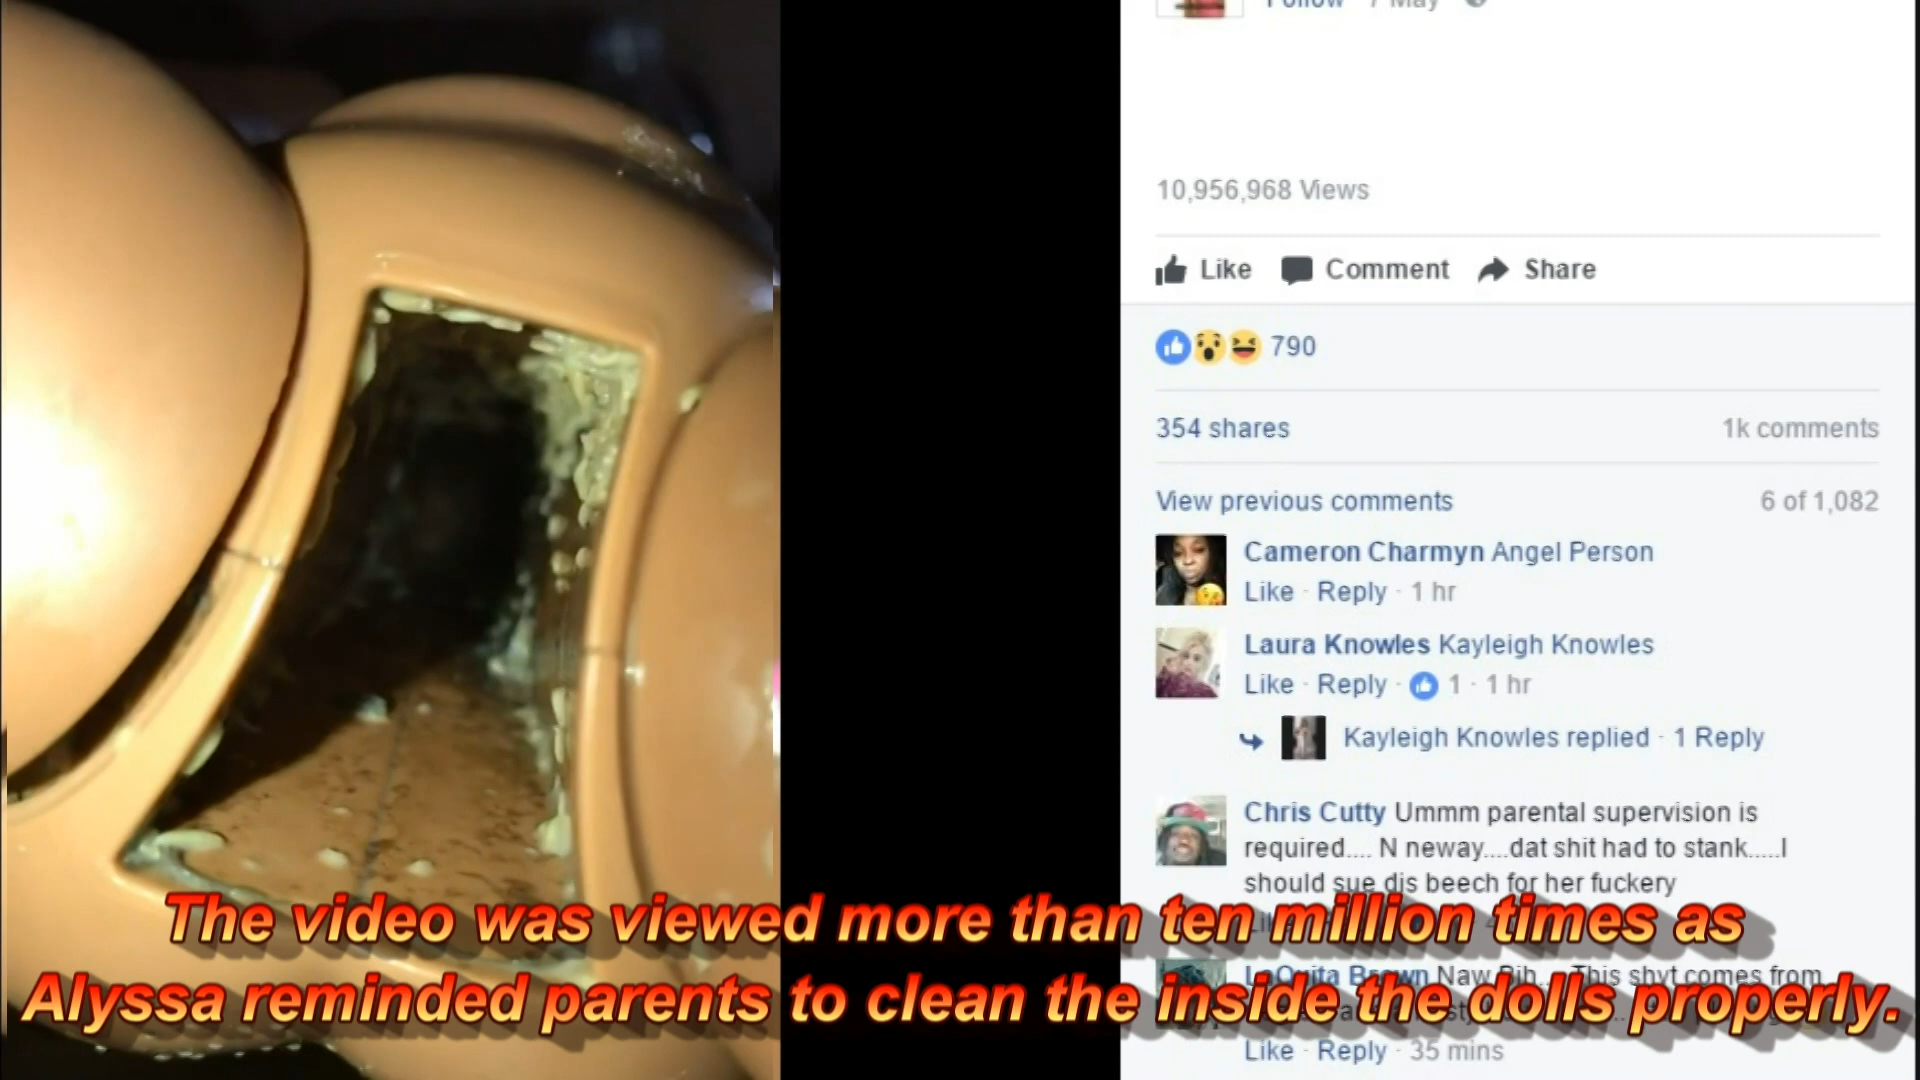 Follow 7 May
10,956,968 Views
Like Comment Share
790
354 shares 1k comments
View previous comments 6 of 1,082
Cameron Charmyn Angel Person
Like · Reply · 1 hr
Laura Knowles Kayleigh Knowles
Like · Reply · 1 · 1 hr
Kayleigh Knowles replied · 1 Reply
Chris Cutty Ummm parental supervision is
required.... N neway....dat shit had to stank.....I
should sue dis beech for her fuckery
LaQuita Brown Naw Bih... This shyt comes from
Like · Reply · 35 mins
The video was viewed more than ten million times as
Alyssa reminded parents to clean the inside the dolls properly.